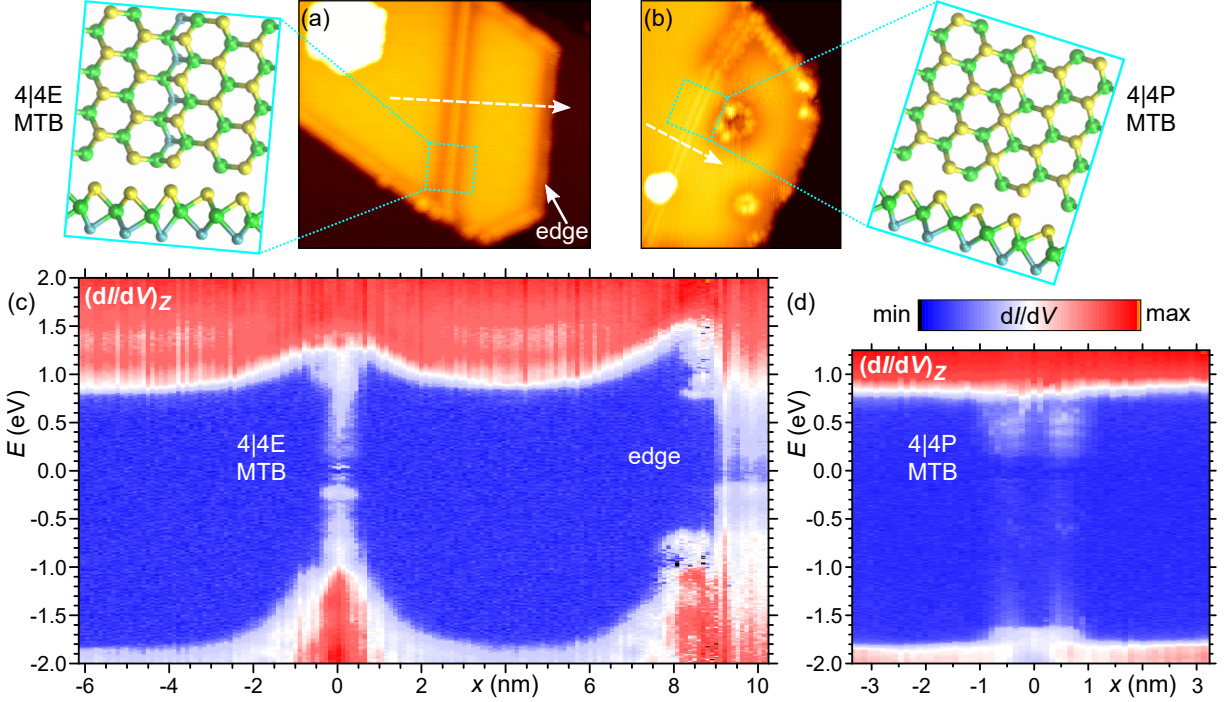 (a)
(b)
4|4E
MTB
4|4P
MTB
edge
(c)
(dI/dV)Z
2.0
1.5
1.0
0.5
0.0
-0.5
-1.0
-1.5
-2.0
E (eV)
4|4E
MTB
edge
-6 -4 -2 0 2 x (nm) 4 6 8 10
(d)
min dI/dV max
(dI/dV)Z
1.0
0.5
0.0
-0.5
-1.0
-1.5
-2.0
E (eV)
4|4P
MTB
-3 -2 -1 0 1 x (nm) 3